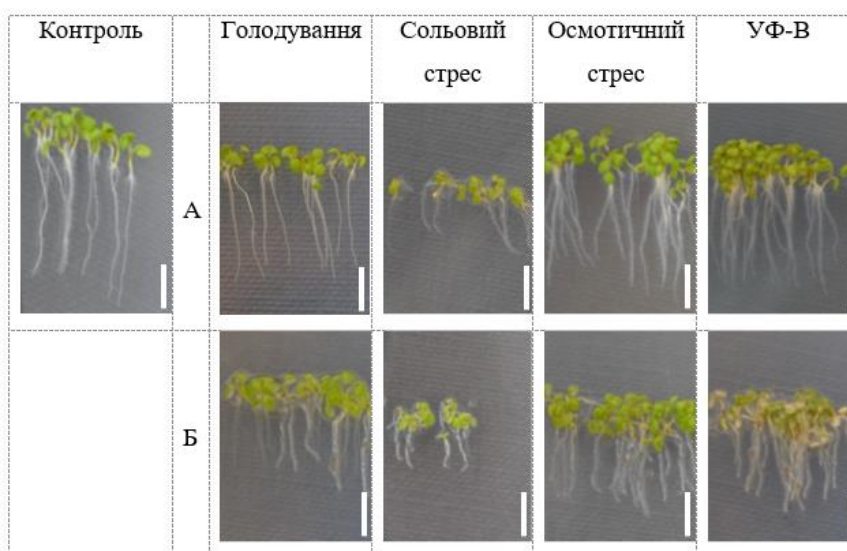 Контроль
Голодування
Сольовий
стрес
Осмотичний
стрес
УФ-В
А
Б